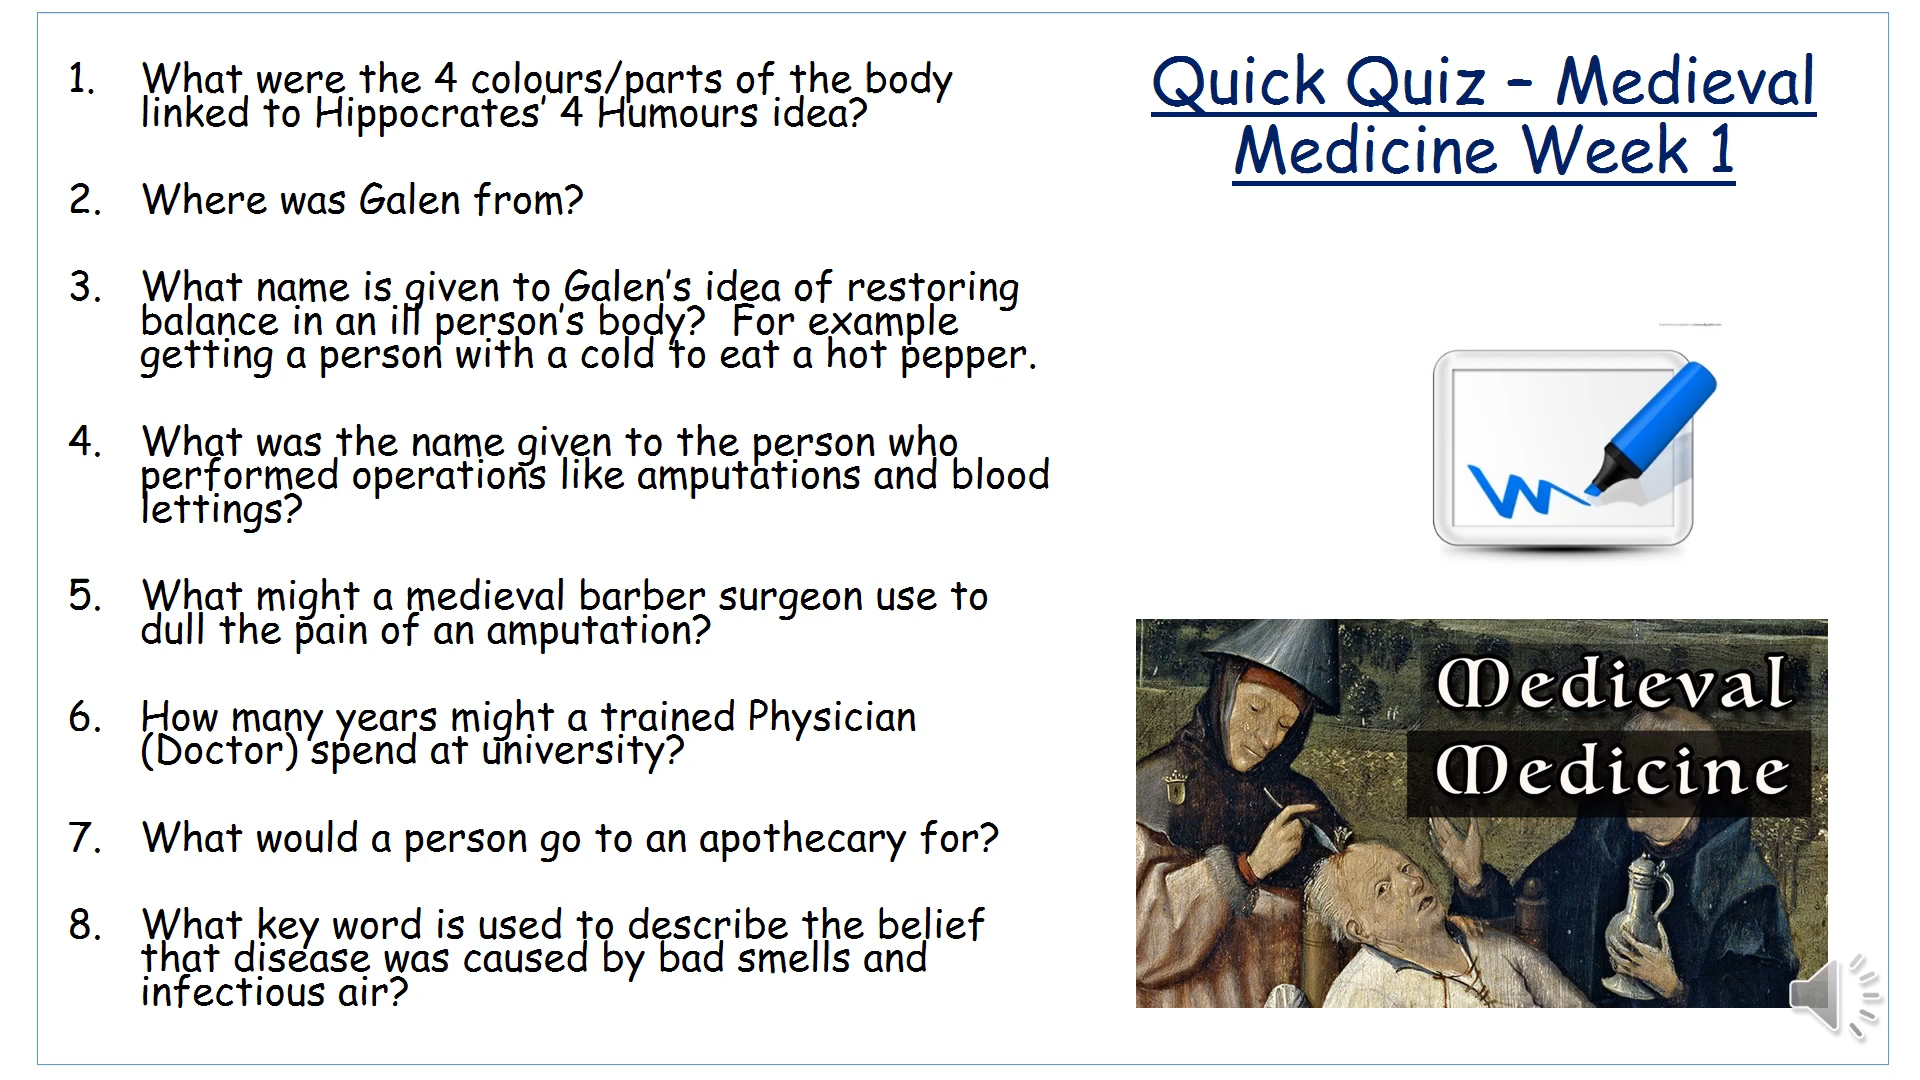 1. What were the 4 colours/parts of the body
linked to Hippocrates’ 4 Humours idea?
2. Where was Galen from?
3. What name is given to Galen’s idea of restoring
balance in an ill person’s body? For example
getting a person with a cold to eat a hot pepper.
4. What was the name given to the person who
performed operations like amputations and blood
lettings?
5. What might a medieval barber surgeon use to
dull the pain of an amputation?
6. How many years might a trained Physician
(Doctor) spend at university?
7. What would a person go to an apothecary for?
8. What key word is used to describe the belief
that disease was caused by bad smells and
infectious air?
Quick Quiz – Medieval
Medicine Week 1
Medieval
Medicine